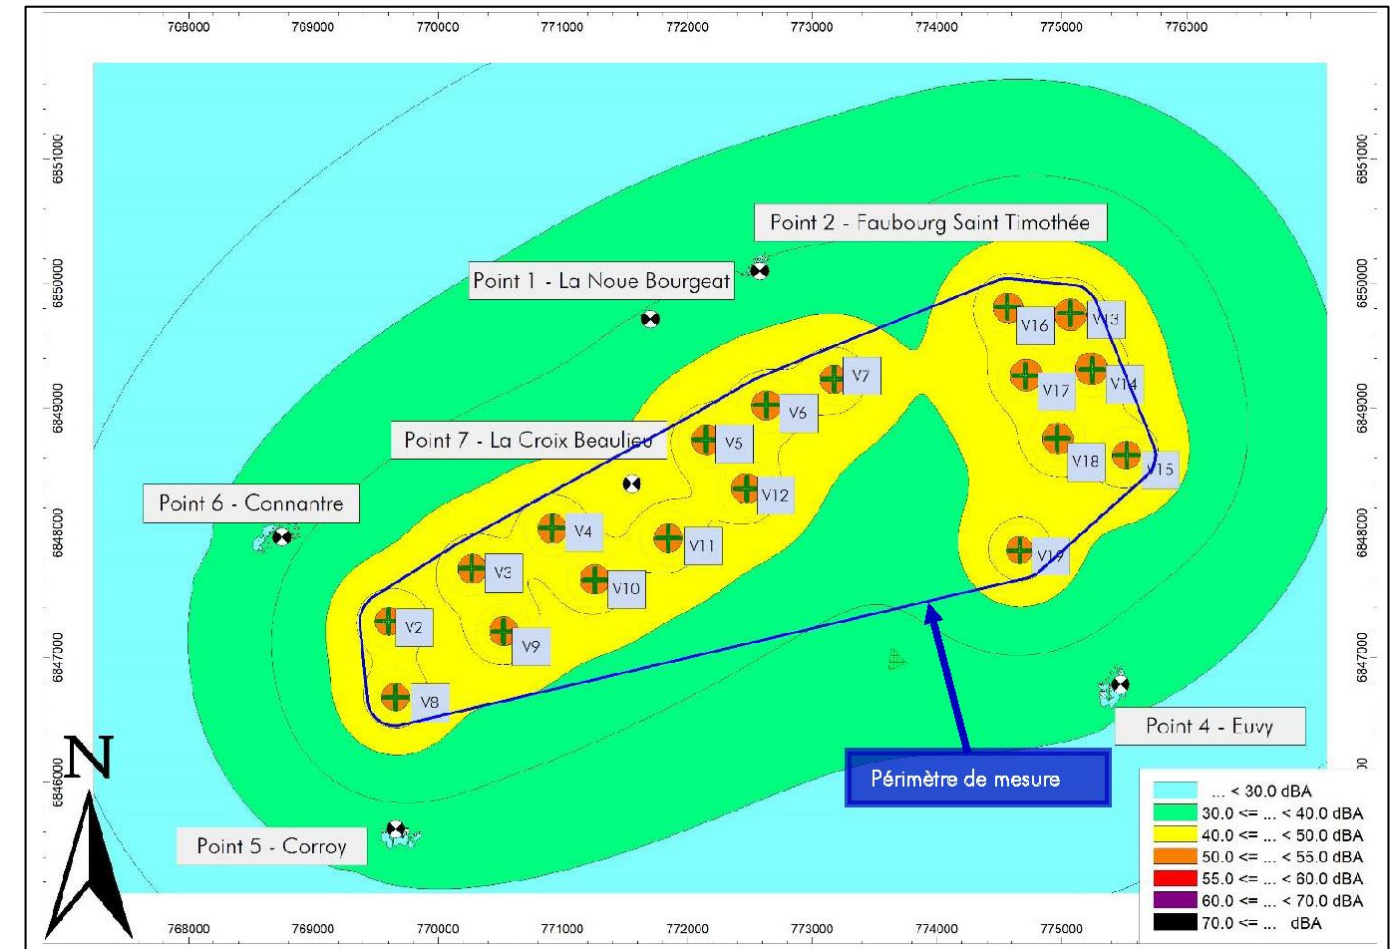 768000 769000 770000 771000 772000 773000 774000 775000 776000
6851000 6851000
Point 2 - Faubourg Saint Timothée
Point 1 - La Noue Bourgeat
6850000 6850000
V16 V13
V7 V17 V14
6849000 6849000
V6
Point 7 - La Croix Beaulieu V5
V18 V15
V12
Point 6 - Connantre
6848000 6848000
V4 V11 V19
V3 V10
V2 V9
6847000 6847000
V8
Point 4 - Euvy
N
6846000
Périmètre de mesure
... < 30.0 dBA
30.0 <= ... < 40.0 dBA
40.0 <= ... < 50.0 dBA
50.0 <= ... < 55.0 dBA
55.0 <= ... < 60.0 dBA
60.0 <= ... < 70.0 dBA
70.0 <= ... dBA
Point 5 - Corroy
768000 769000 770000 771000 772000 773000 774000 775000